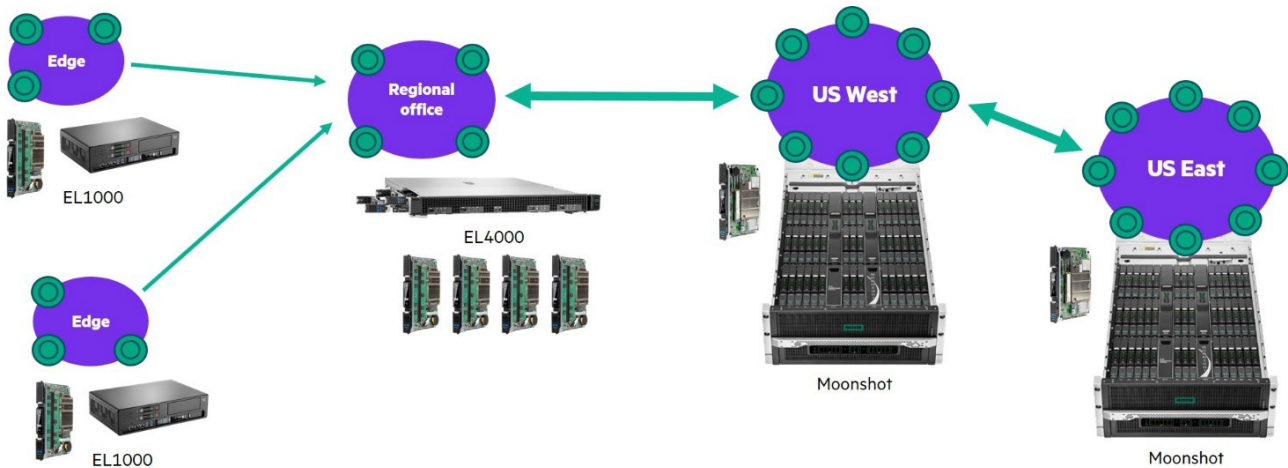 Edge
EL1000
Regional
office
EL4000
US West
Moonshot
US East
Moonshot
Edge
EL1000